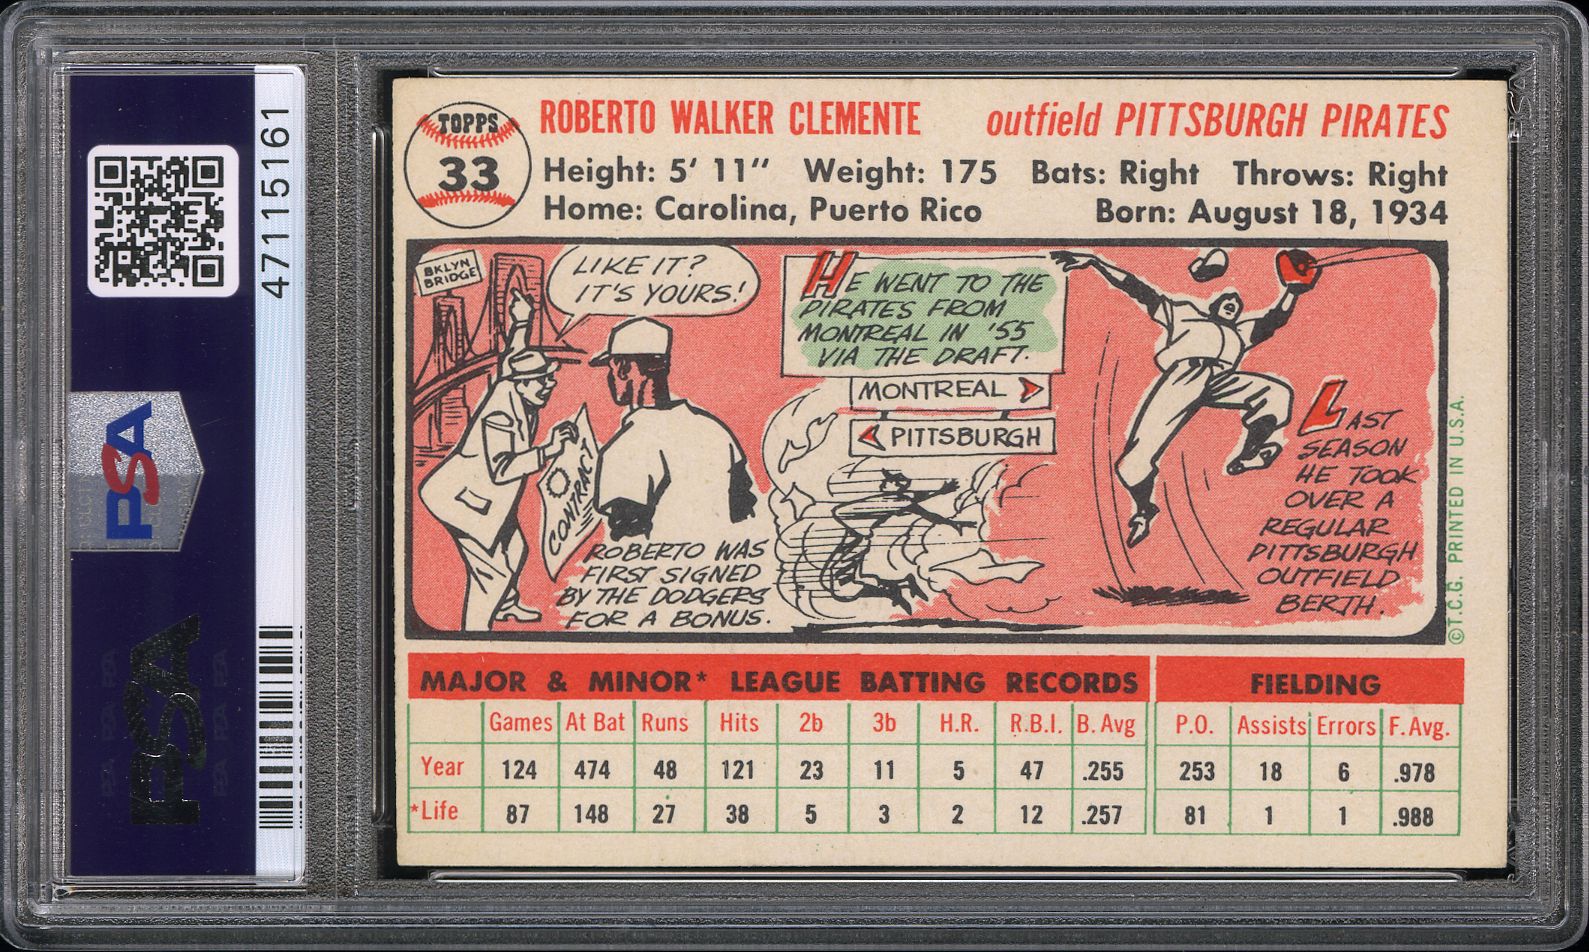 47115161
PSA
PSA
TOPPS
33
ROBERTO WALKER CLEMENTE outfield PITTSBURGH PIRATES
Height: 5' 11" Weight: 175 Bats: Right Throws: Right
Home: Carolina, Puerto Rico Born: August 18, 1934
BKLYN
BRIDGE
LIKE IT?
IT'S YOURS!
CONTRACT
ROBERTO WAS
FIRST SIGNED
BY THE DODGERS
FOR A BONUS.
HE WENT TO THE
PIRATES FROM
MONTREAL IN '55
VIA THE DRAFT.
MONTREAL
PITTSBURGH
LAST
SEASON
HE TOOK
OVER A
REGULAR
PITTSBURGH
OUTFIELD
BERTH.
©T.C.G. PRINTED IN U.S.A.
MAJOR & MINOR* LEAGUE BATTING RECORDS FIELDING
Games At Bat Runs Hits 2b 3b H.R. R.B.I. B. Avg P.O. Assists Errors F. Avg.
Year 124 474 48 121 23 11 5 47 .255 253 18 6 .978
*Life 87 148 27 38 5 3 2 12 .257 81 1 1 .988